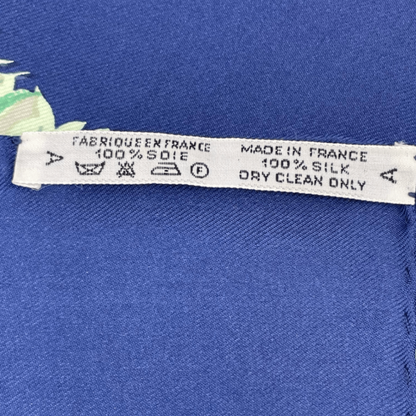 FABRIQUE EN FRANCE
100% SOIE
A
F
MADE IN FRANCE
100% SILK
DRY CLEAN ONLY
A